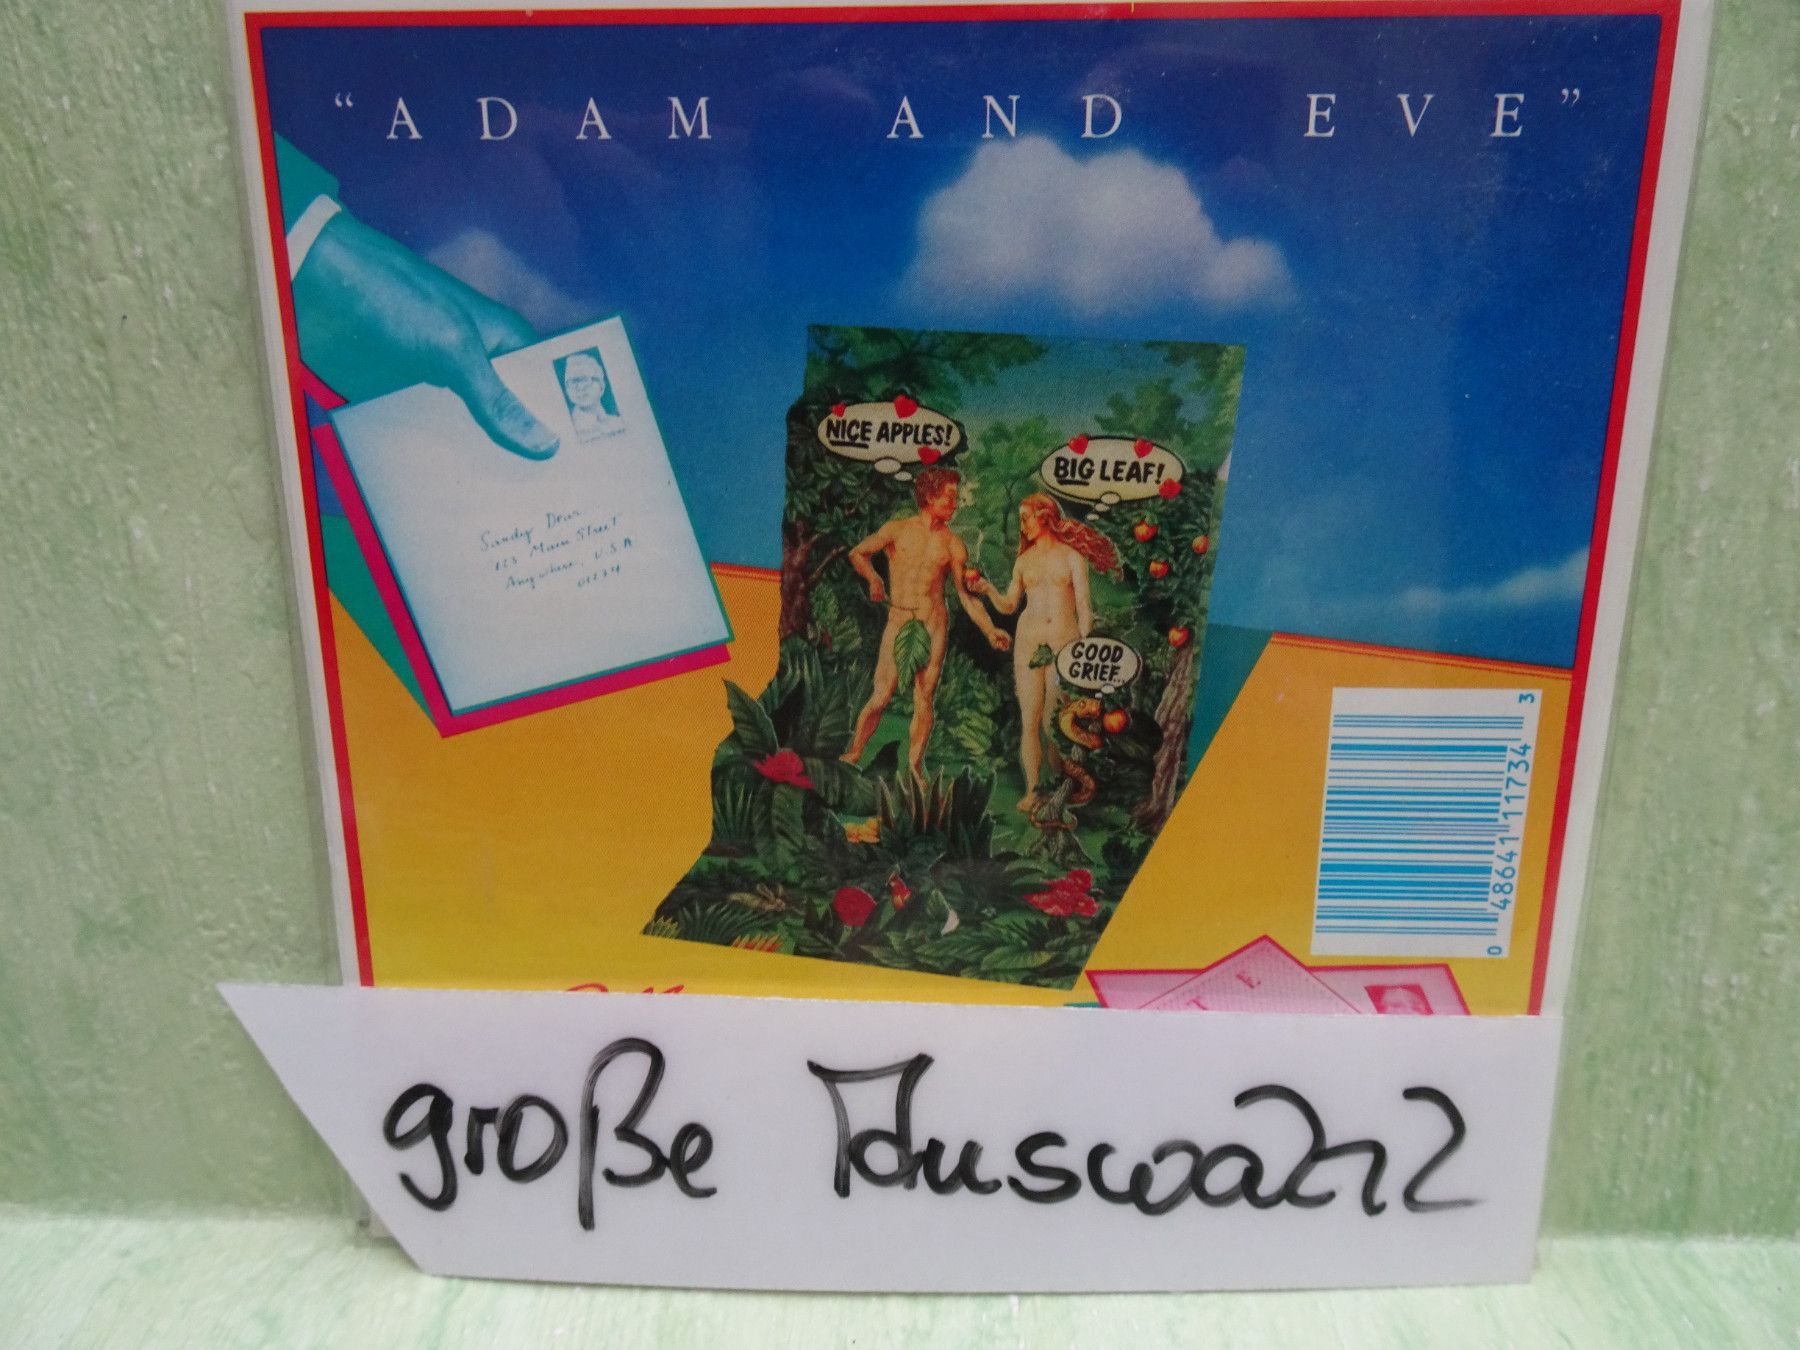 “ADAM AND EVE”
NICE APPLES!
BIG LEAF!
Sandy Dear
123 Main Street
Anywhere, U.S.A.
01234
GOOD
GRIEF...
0 48641 11734 3
T E
große Auswahl